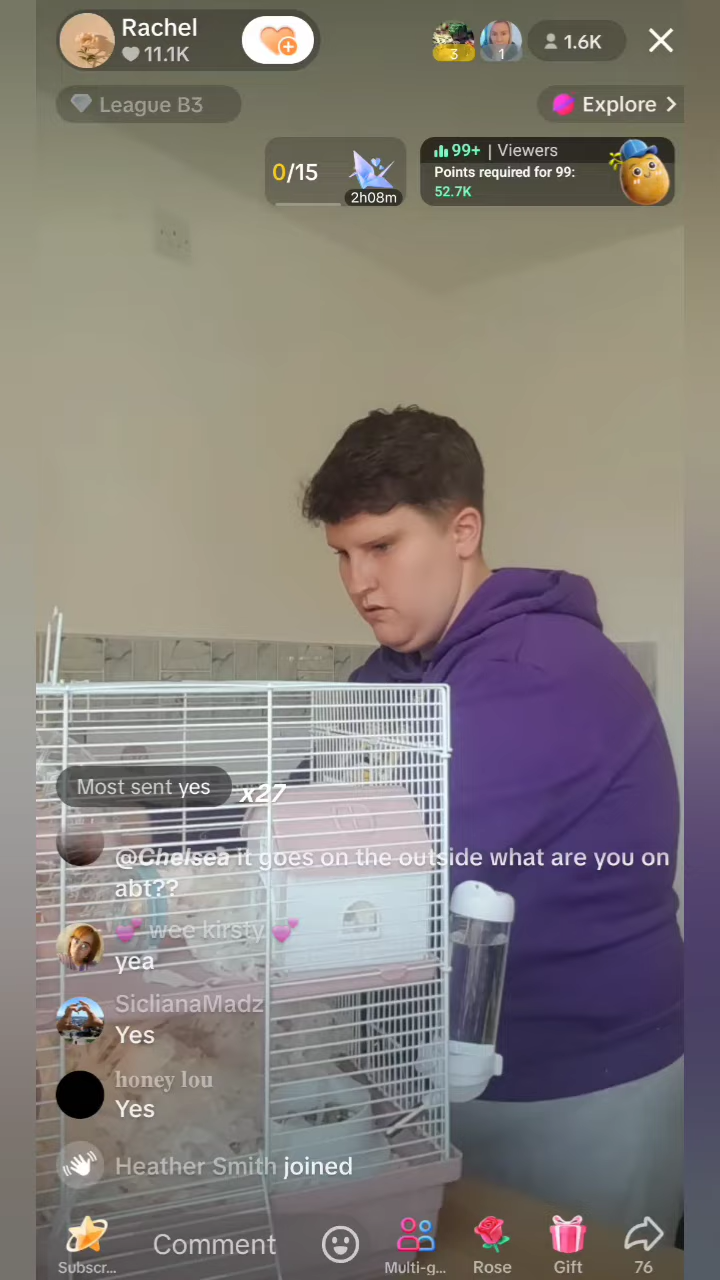 Rachel
11.1K
3
1
1.6K
League B3
Explore
0/15
2h08m
99+ | Viewers
Points required for 99:
52.7K
Most sent yes
x27
@Chelsea it goes on the outside what are you on
abt??
wee kirsty
yea
SiclianaMadz
Yes
honey lou
Yes
Heather Smith joined
Subscr...
Comment
Multi-g...
Rose
Gift
76